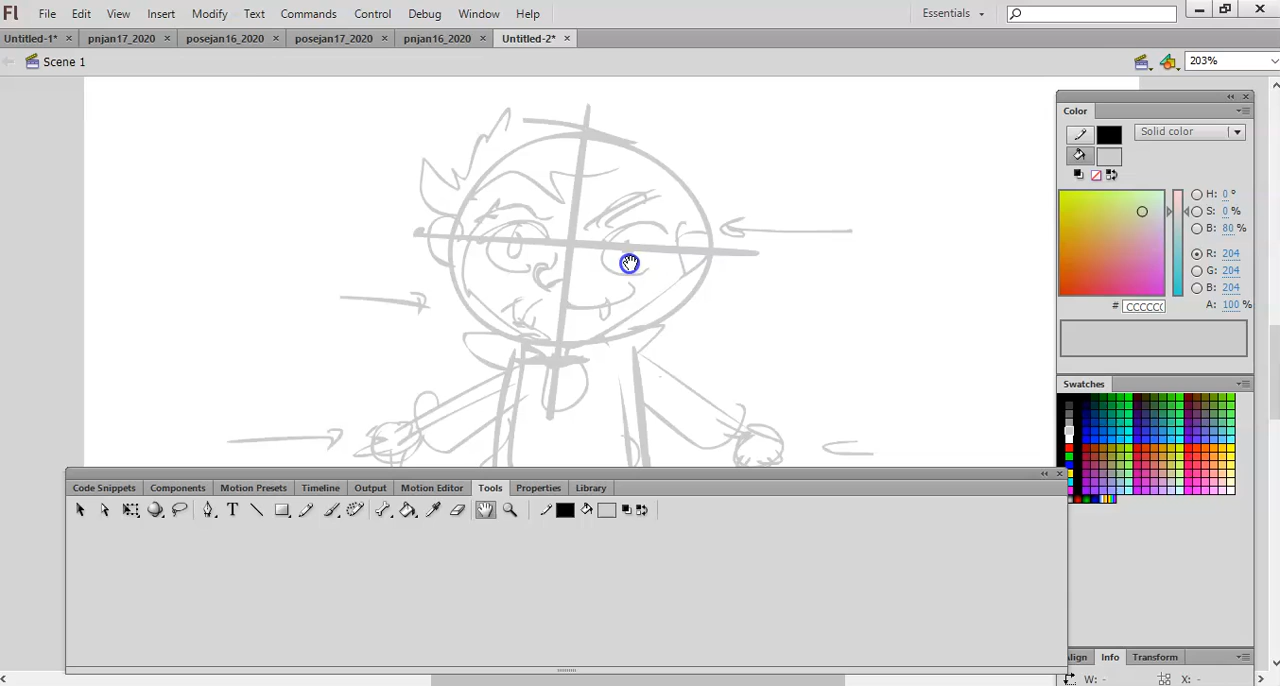 Fl File Edit View Insert Modify Text Commands Control Debug Window Help Essentials
Untitled-1* × pnjan17_2020 × posejan16_2020 × posejan17_2020 × pnjan16_2020 × Untitled-2* ×
Scene 1 203%
Color
Solid color
H: 0 °
S: 0 %
B: 80 %
R: 204
G: 204
B: 204
A: 100 %
# CCCCC
Swatches
Code Snippets Components Motion Presets Timeline Output Motion Editor Tools Properties Library
T
lign Info Transform
W: - X: -